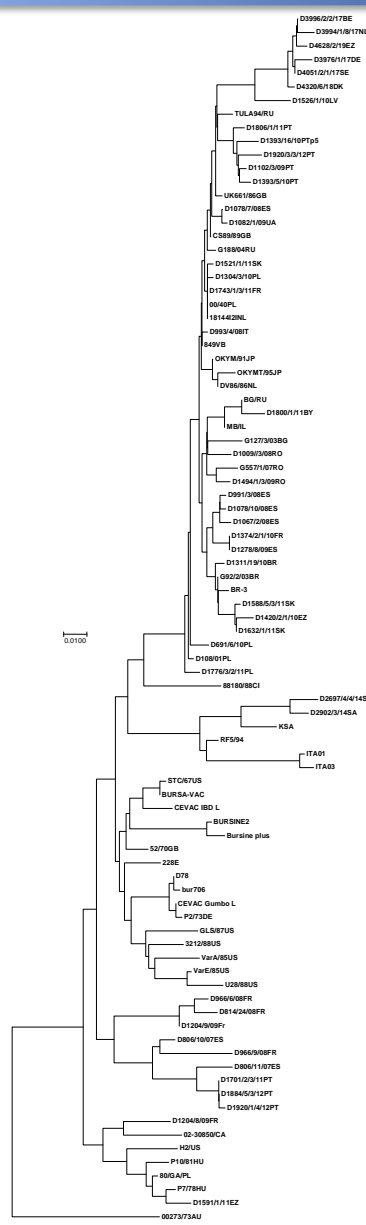 D3996/2/2/17BE
D3994/1/8/17NL
D4628/2/19EZ
D3976/1/17DE
D4051/2/1/17SE
D4320/6/18DK
D1526/1/10LV
TULA94/RU
D1806/1/11PT
D1393/16/10PTp5
D1920/3/3/12PT
D1102/3/09PT
D1393/5/10PT
UK661/86GB
D1078/7/08ES
D1082/1/09UA
CS89/89GB
G188/04RU
D1521/1/11SK
D1304/3/10PL
D1743/1/3/11FR
00/40PL
18144I2INL
D993/4/08IT
849VB
OKYM/91JP
OKYMT/95JP
DV86/86NL
BG/RU
D1800/1/11BY
MB/IL
G127/3/03BG
D1009//3/08RO
G557/1/07RO
D1494/1/3/09RO
D991/3/08ES
D1078/10/08ES
D1067/2/08ES
D1374/2/1/10FR
D1278/8/09ES
D1311/19/10BR
G92/2/03BR
BR-3
D1588/5/3/11SK
D1420/2/1/10EZ
D1632/1/11SK
0.0100
D691/6/10PL
D108/01PL
D1776/3/2/11PL
88180/88CI
D2697/4/4/14S
D2902/3/14SA
KSA
RF5/94
ITA01
ITA03
STC/67US
BURSA-VAC
CEVAC IBD L
BURSINE2
Bursine plus
52/70GB
228E
D78
bur706
CEVAC Gumbo L
P2/73DE
GLS/87US
3212/88US
VarA/85US
VarE/85US
U28/88US
D966/6/08FR
D814/24/08FR
D1204/9/09Fr
D806/10/07ES
D966/9/08FR
D806/11/07ES
D1701/2/3/11PT
D1884/5/3/12PT
D1920/1/4/12PT
D1204/8/09FR
02-30850/CA
H2/US
P10/81HU
80/GA/PL
P7/78HU
D1591/1/11EZ
00273/73AU